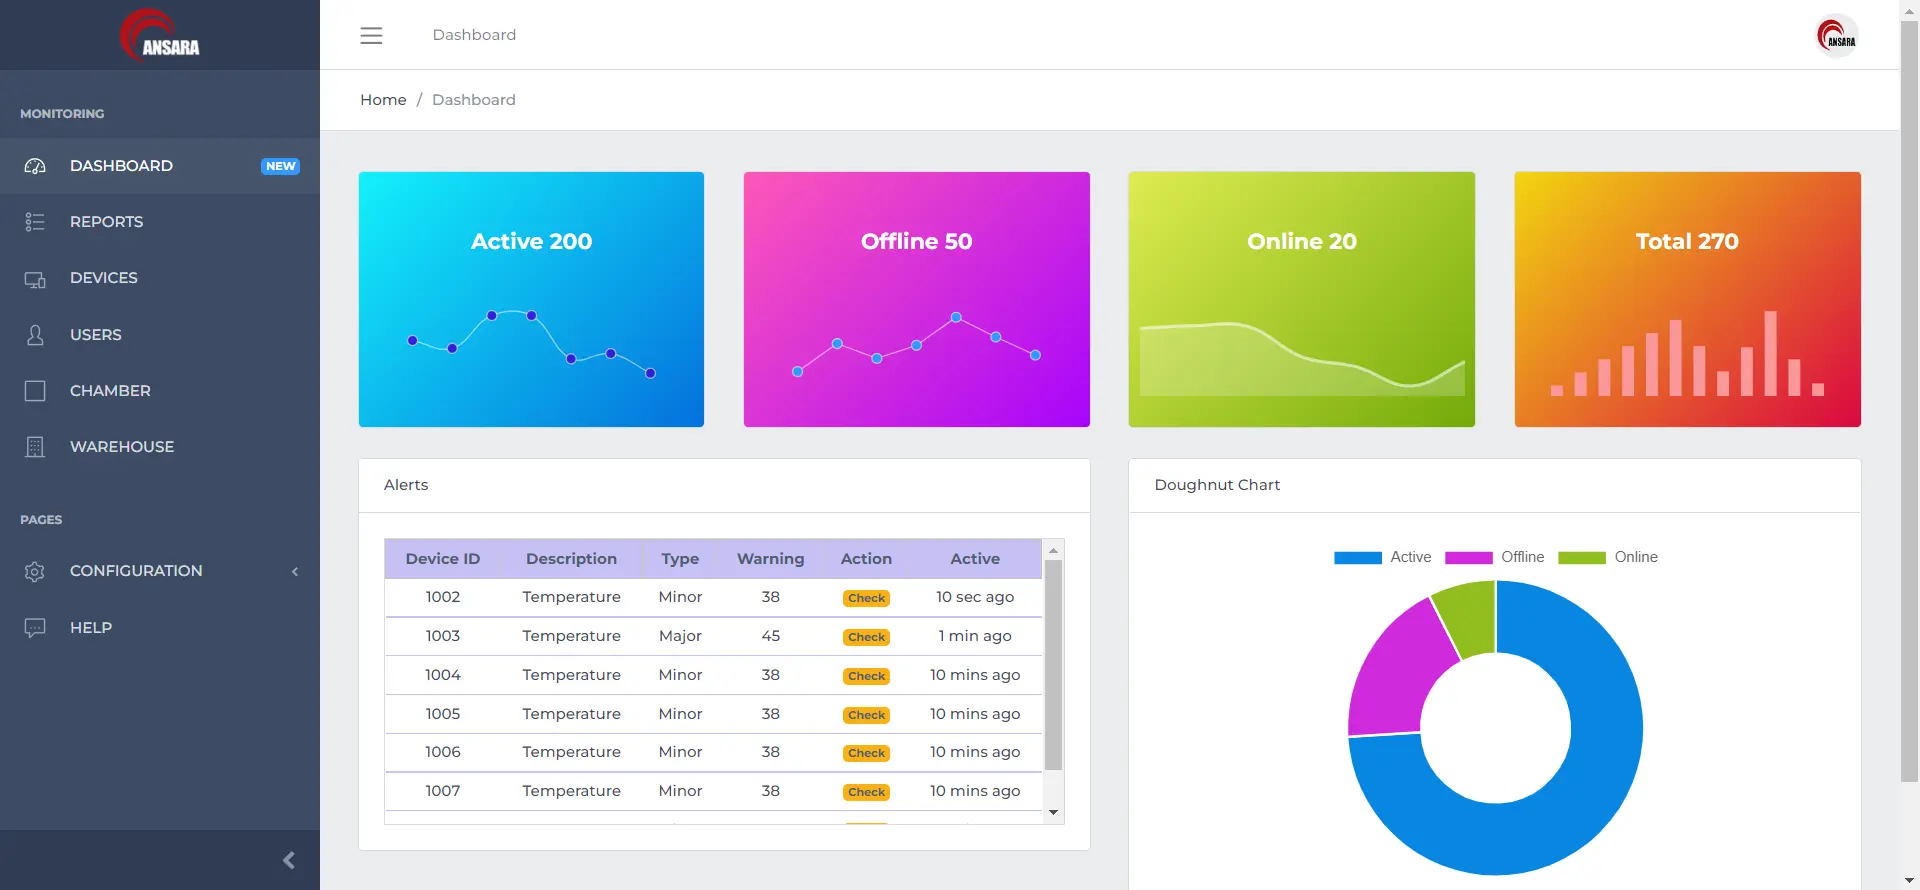 ANSARA
MONITORING
DASHBOARD NEW
REPORTS
DEVICES
USERS
CHAMBER
WAREHOUSE
PAGES
CONFIGURATION
HELP
Dashboard
ANSARA
Home / Dashboard
Active 200
Offline 50
Online 20
Total 270
Alerts
Device ID Description Type Warning Action Active
1002 Temperature Minor 38 Check 10 sec ago
1003 Temperature Major 45 Check 1 min ago
1004 Temperature Minor 38 Check 10 mins ago
1005 Temperature Minor 38 Check 10 mins ago
1006 Temperature Minor 38 Check 10 mins ago
1007 Temperature Minor 38 Check 10 mins ago
Doughnut Chart
Active Offline Online